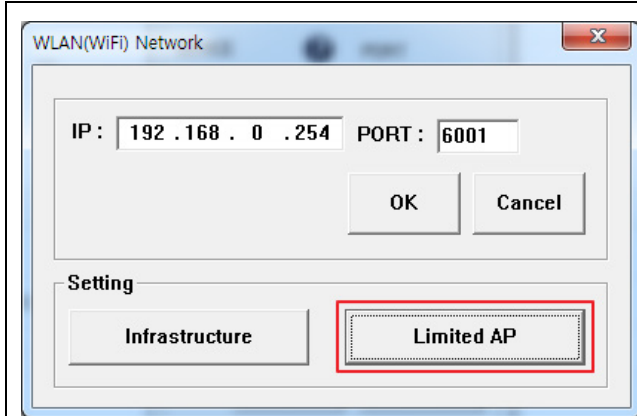 WLAN(WiFi) Network
IP : 192 .168 . 0 .254 PORT : 6001
OK Cancel
Setting
Infrastructure Limited AP